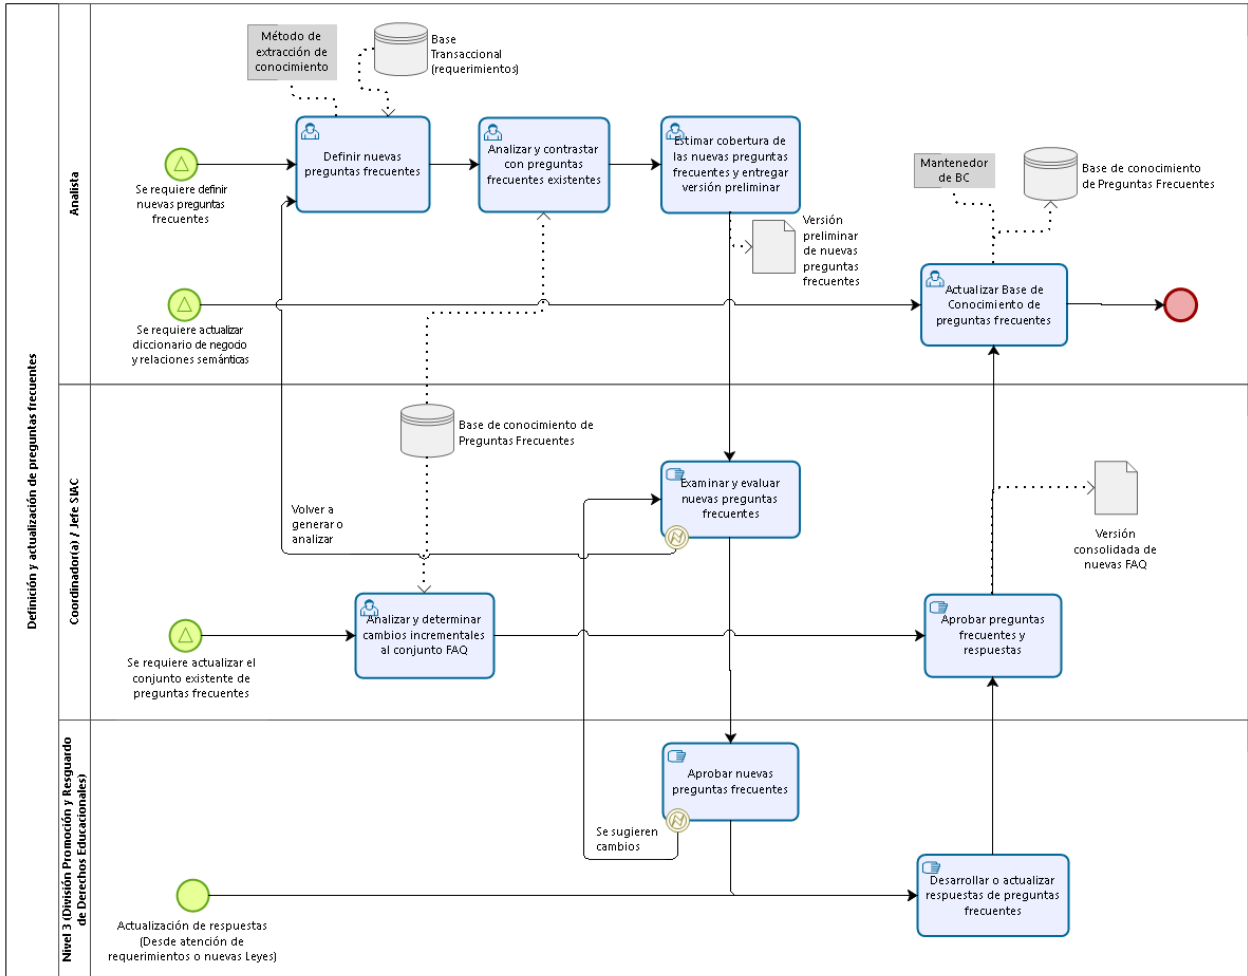 Definición y actualización de preguntas frecuentes
Analista
Método de
extracción de
conocimiento
Base
Transaccional
(requerimientos)
Se requiere definir
nuevas preguntas
frecuentes
Definir nuevas
preguntas frecuentes
Analizar y contrastar
con preguntas
frecuentes existentes
Estimar cobertura de
las nuevas preguntas
frecuentes y entregar
versión preliminar
Versión
preliminar
de nuevas
preguntas
frecuentes
Mantenedor
de BC
Base de conocimiento
de Preguntas Frecuentes
Se requiere actualizar
diccionario de negocio
y relaciones semánticas
Actualizar Base de
Conocimiento de
preguntas frecuentes
Coordinador(a) / Jefe SIAC
Base de conocimiento de
Preguntas Frecuentes
Volver a
generar o
analizar
Examinar y evaluar
nuevas preguntas
frecuentes
Versión
consolidada de
nuevas FAQ
Se requiere actualizar el
conjunto existente de
preguntas frecuentes
Analizar y determinar
cambios incrementales
al conjunto FAQ
Aprobar preguntas
frecuentes y
respuestas
Nivel 3 (División Promoción y Resguardo
de Derechos Educacionales)
Aprobar nuevas
preguntas frecuentes
Se sugieren
cambios
Actualización de respuestas
(Desde atención de
requerimientos o nuevas Leyes)
Desarrollar o actualizar
respuestas de preguntas
frecuentes